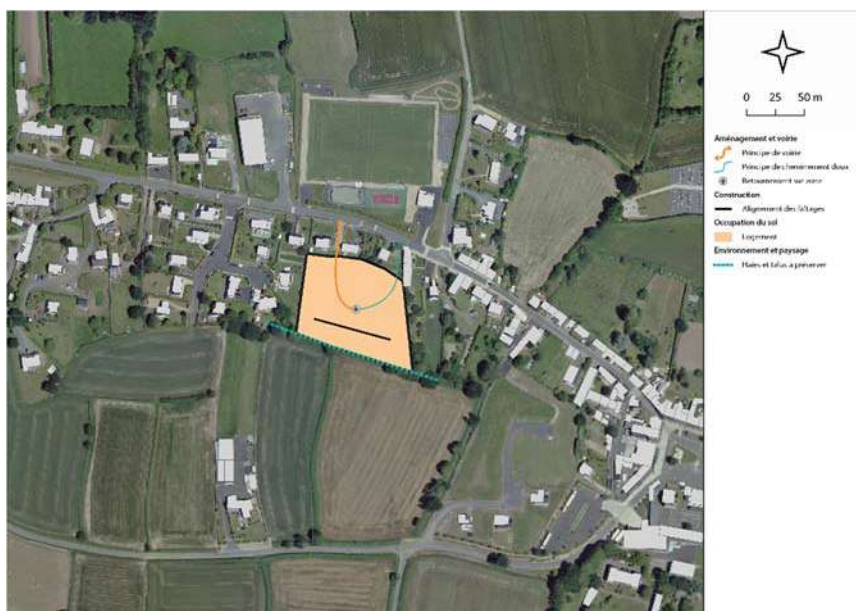 0 25 50 m
Aménagement et voirie
Principe de voirie
Principe de cheminement doux
Retournement sur zone
Construction
Alignement des faîtages
Occupation du sol
Logement
Environnement et paysage
Haies et talus à préserver